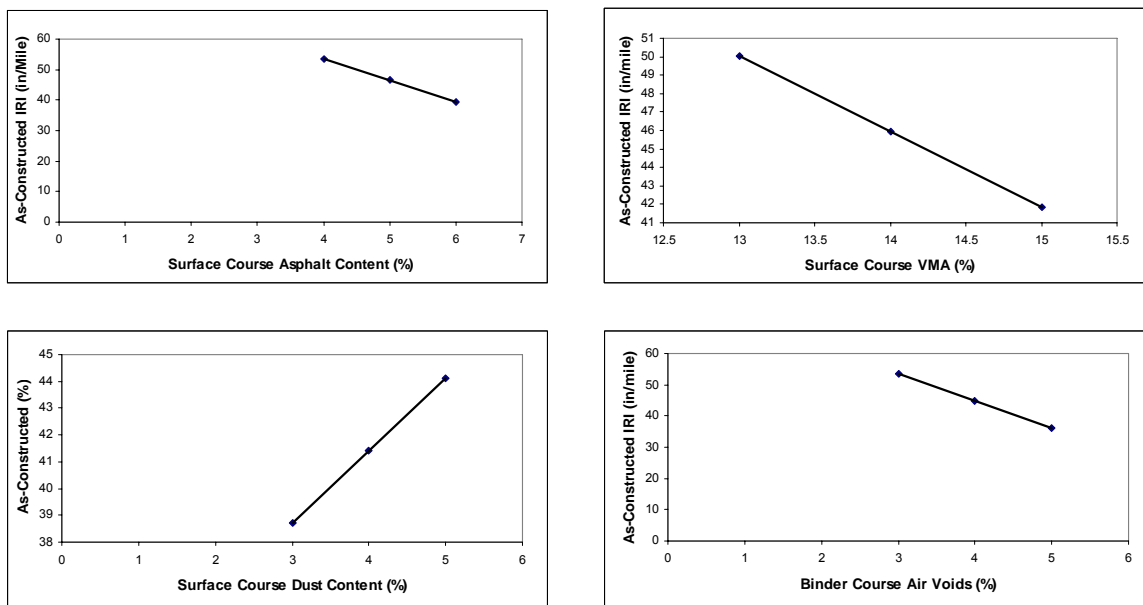 As-Constructed IRI (in/Mile)
60
50
40
30
20
10
0
0 1 2 3 4 5 6 7
Surface Course Asphalt Content (%)
As-Constructed IRI (in/mile)
51
50
49
48
47
46
45
44
43
42
41
12.5 13 13.5 14 14.5 15 15.5
Surface Course VMA (%)
As-Constructed (%)
45
44
43
42
41
40
39
38
0 1 2 3 4 5 6
Surface Course Dust Content (%)
As-Constructed IRI (in/mile)
60
50
40
30
20
10
0
0 1 2 3 4 5 6
Binder Course Air Voids (%)